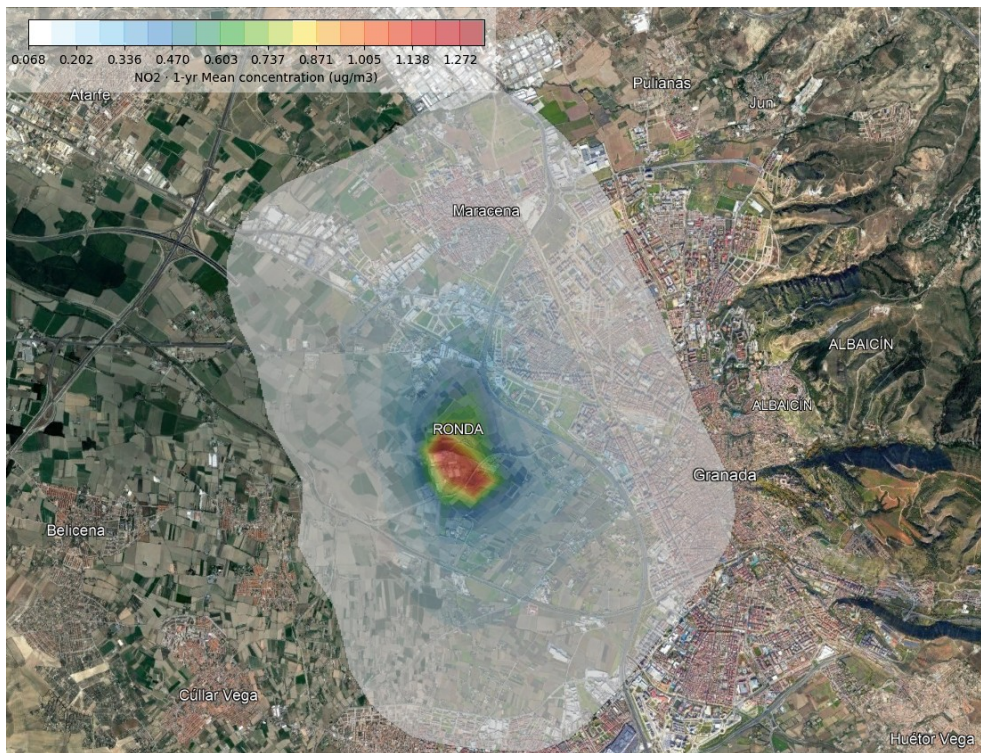 0.068 0.202 0.336 0.470 0.603 0.737 0.871 1.005 1.138 1.272
NO2 · 1-yr Mean concentration (ug/m3)
Atarfe
Pulianas
Jun
Maracena
ALBAICÍN
ALBAICÍN
RONDA
Granada
Belicena
Cúllar Vega
Huétor Vega